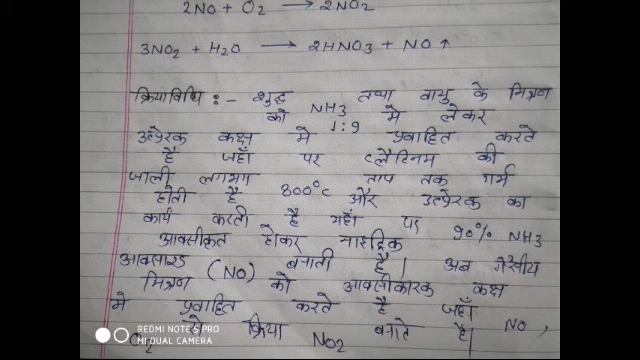 2NO + O2 → 2NO2
3NO2 + H2O → 2HNO3 + NO↑
क्रियाविधि :- शुद्ध NH3 तथा वायु के मिश्रण
को 1:9 मे लेकर
उत्प्रेरक कक्ष मे प्रवाहित करते
है जहाँ पर प्लैटिनम की
जाली लगभग 800°c ताप तक गर्म
होती है और उत्प्रेरक का
कार्य करती है यहाँ पर 90% NH3
आक्सीकृत होकर नाइट्रिक
आक्साइड (NO) बनाती है। अब गैसीय
मिश्रण को आक्सीकारक कक्ष
मे प्रवाहित करते है जहाँ NO,
O2 से क्रिया NO2 बनाते है।
REDMI NOTE 5 PRO
MI DUAL CAMERA